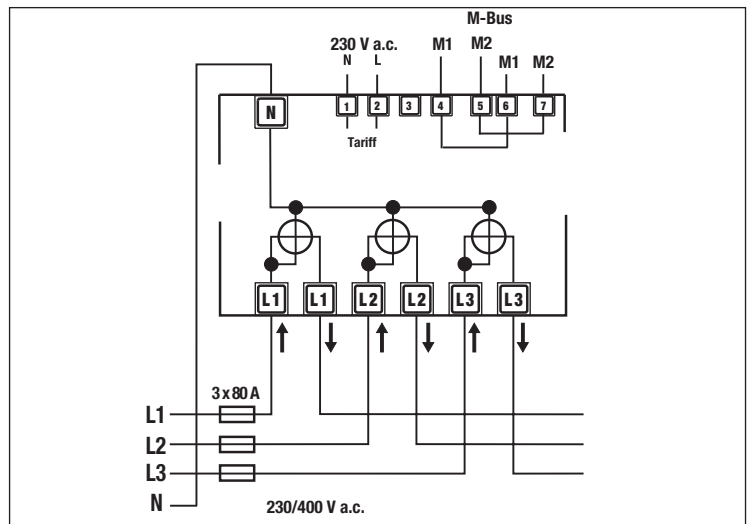 M-Bus
230 V a.c. M1 M2
N L M1 M2
N 1 2 3 4 5 6 7
Tariff
L1 L1 L2 L2 L3 L3
3 x 80 A
L1
L2
L3
N 230/400 V a.c.